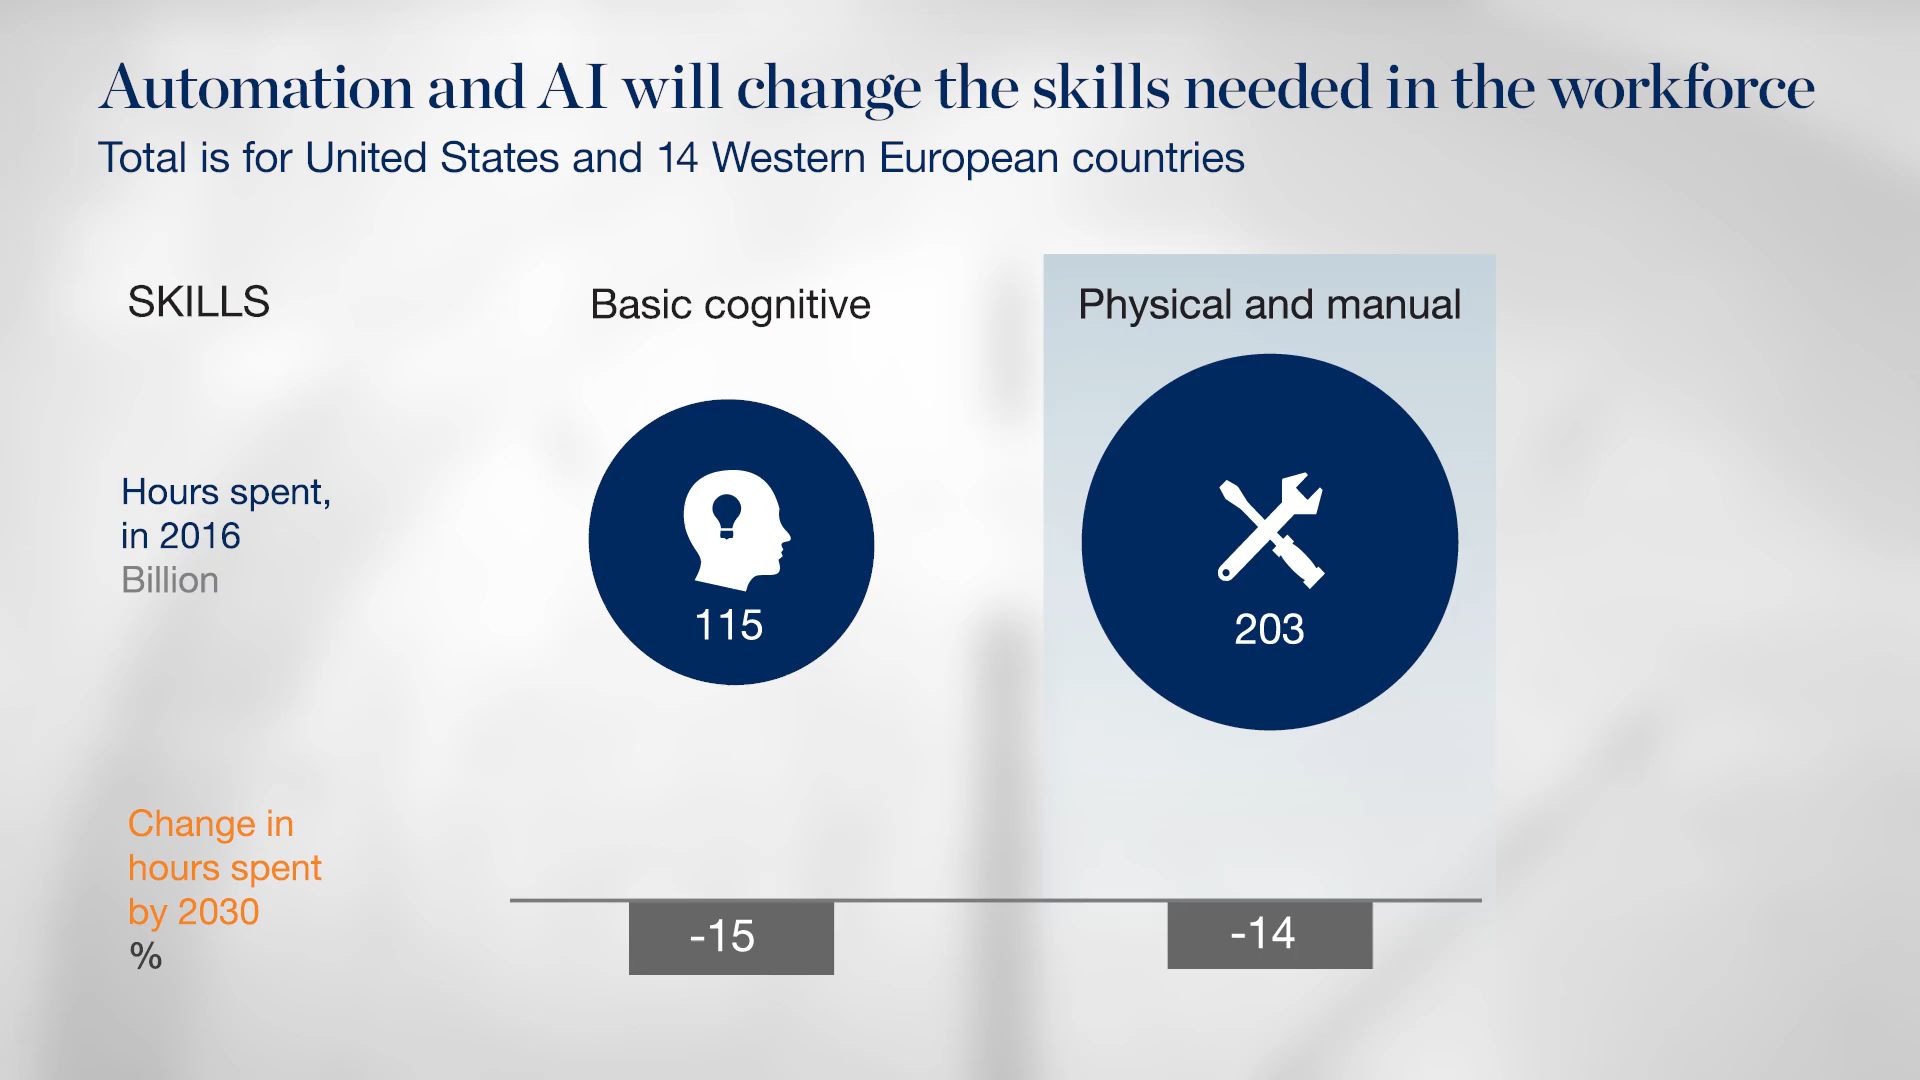 Automation and AI will change the skills needed in the workforce
Total is for United States and 14 Western European countries
SKILLS
Basic cognitive
Physical and manual
Hours spent,
in 2016
Billion
115
203
Change in
hours spent
by 2030
%
-15
-14